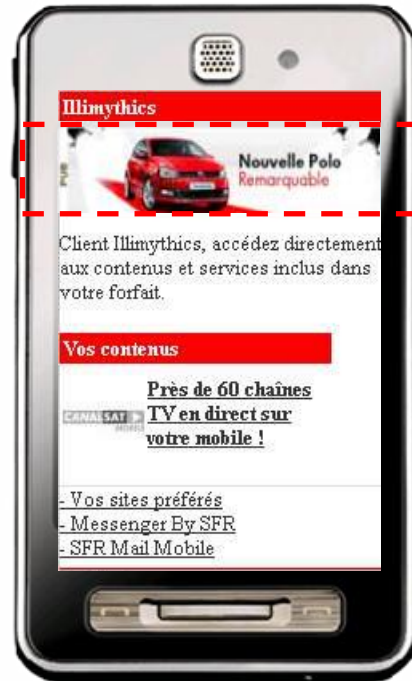 Illimythics
PUB
Nouvelle Polo
Remarquable
Client Illimythics, accédez directement
aux contenus et services inclus dans
votre forfait.
Vos contenus
CANALSAT
MOBILE
Près de 60 chaînes
TV en direct sur
votre mobile !
- Vos sites préférés
- Messenger By SFR
- SFR Mail Mobile